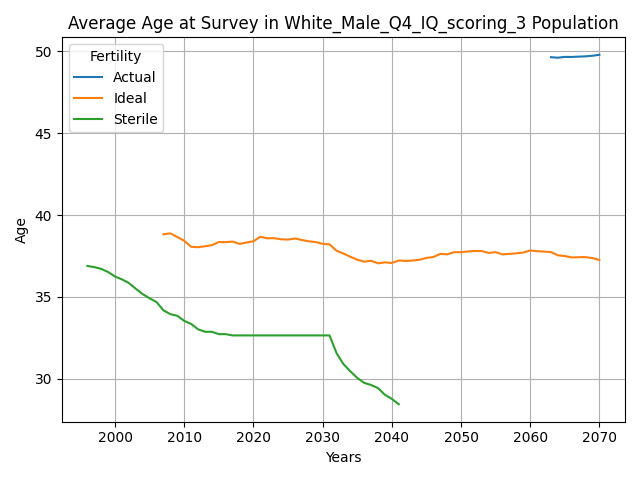 Average Age at Survey in White_Male_Q4_IQ_scoring_3 Population
Fertility
Actual
Ideal
Sterile
50
45
40
35
30
Age
2000 2010 2020 2030 2040 2050 2060 2070
Years